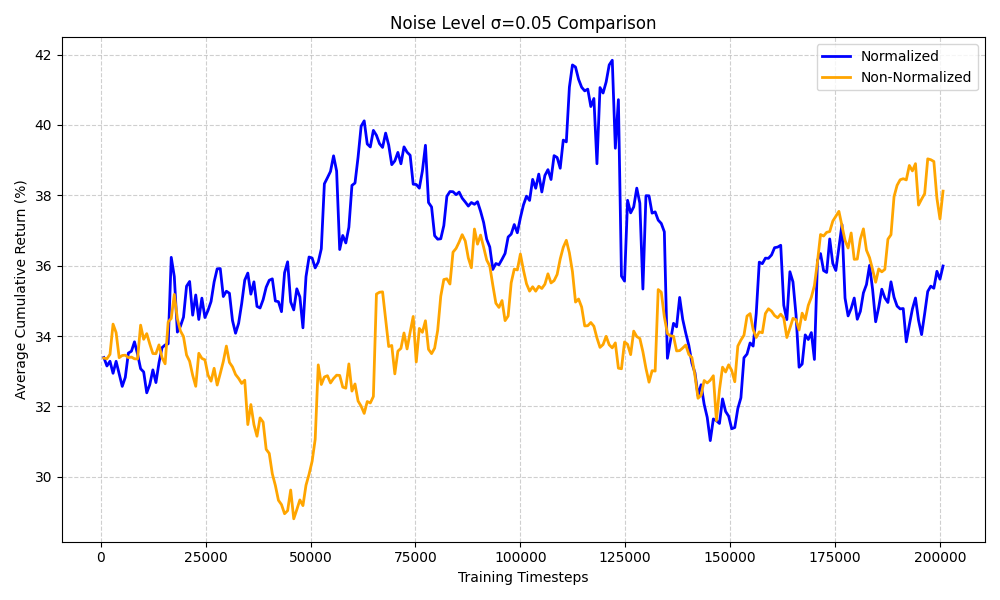 Noise Level σ=0.05 Comparison
Normalized
Non-Normalized
Average Cumulative Return (%)
42
40
38
36
34
32
30
0 25000 50000 75000 100000 125000 150000 175000 200000
Training Timesteps